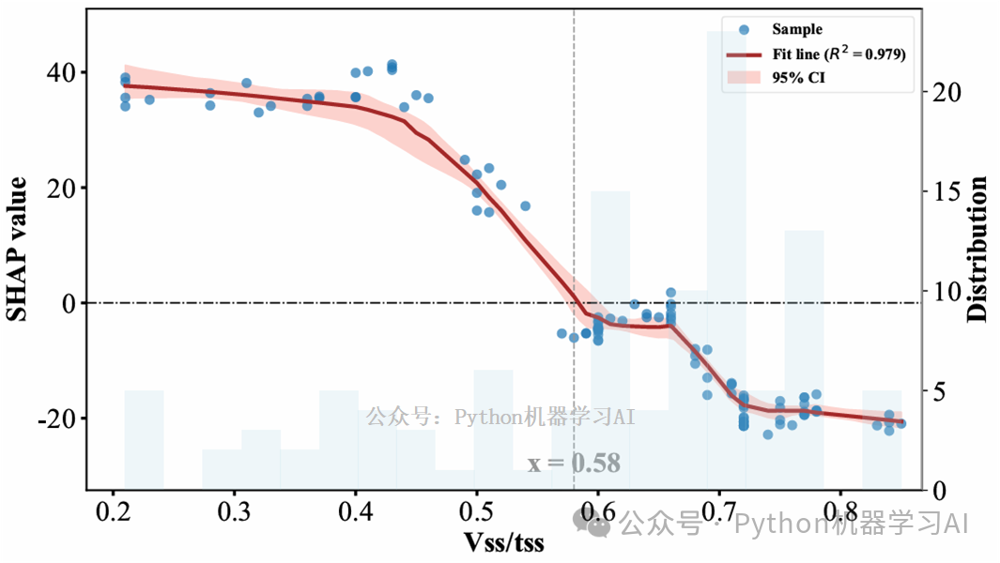 Sample
Fit line (R² = 0.979)
95% CI
40
20
0
-20
SHAP value
20
15
10
5
0
Distribution
公众号：Python机器学习AI
x = 0.58
0.2 0.3 0.4 0.5 0.6 0.7 0.8
Vss/tss
公众号 · Python机器学习AI